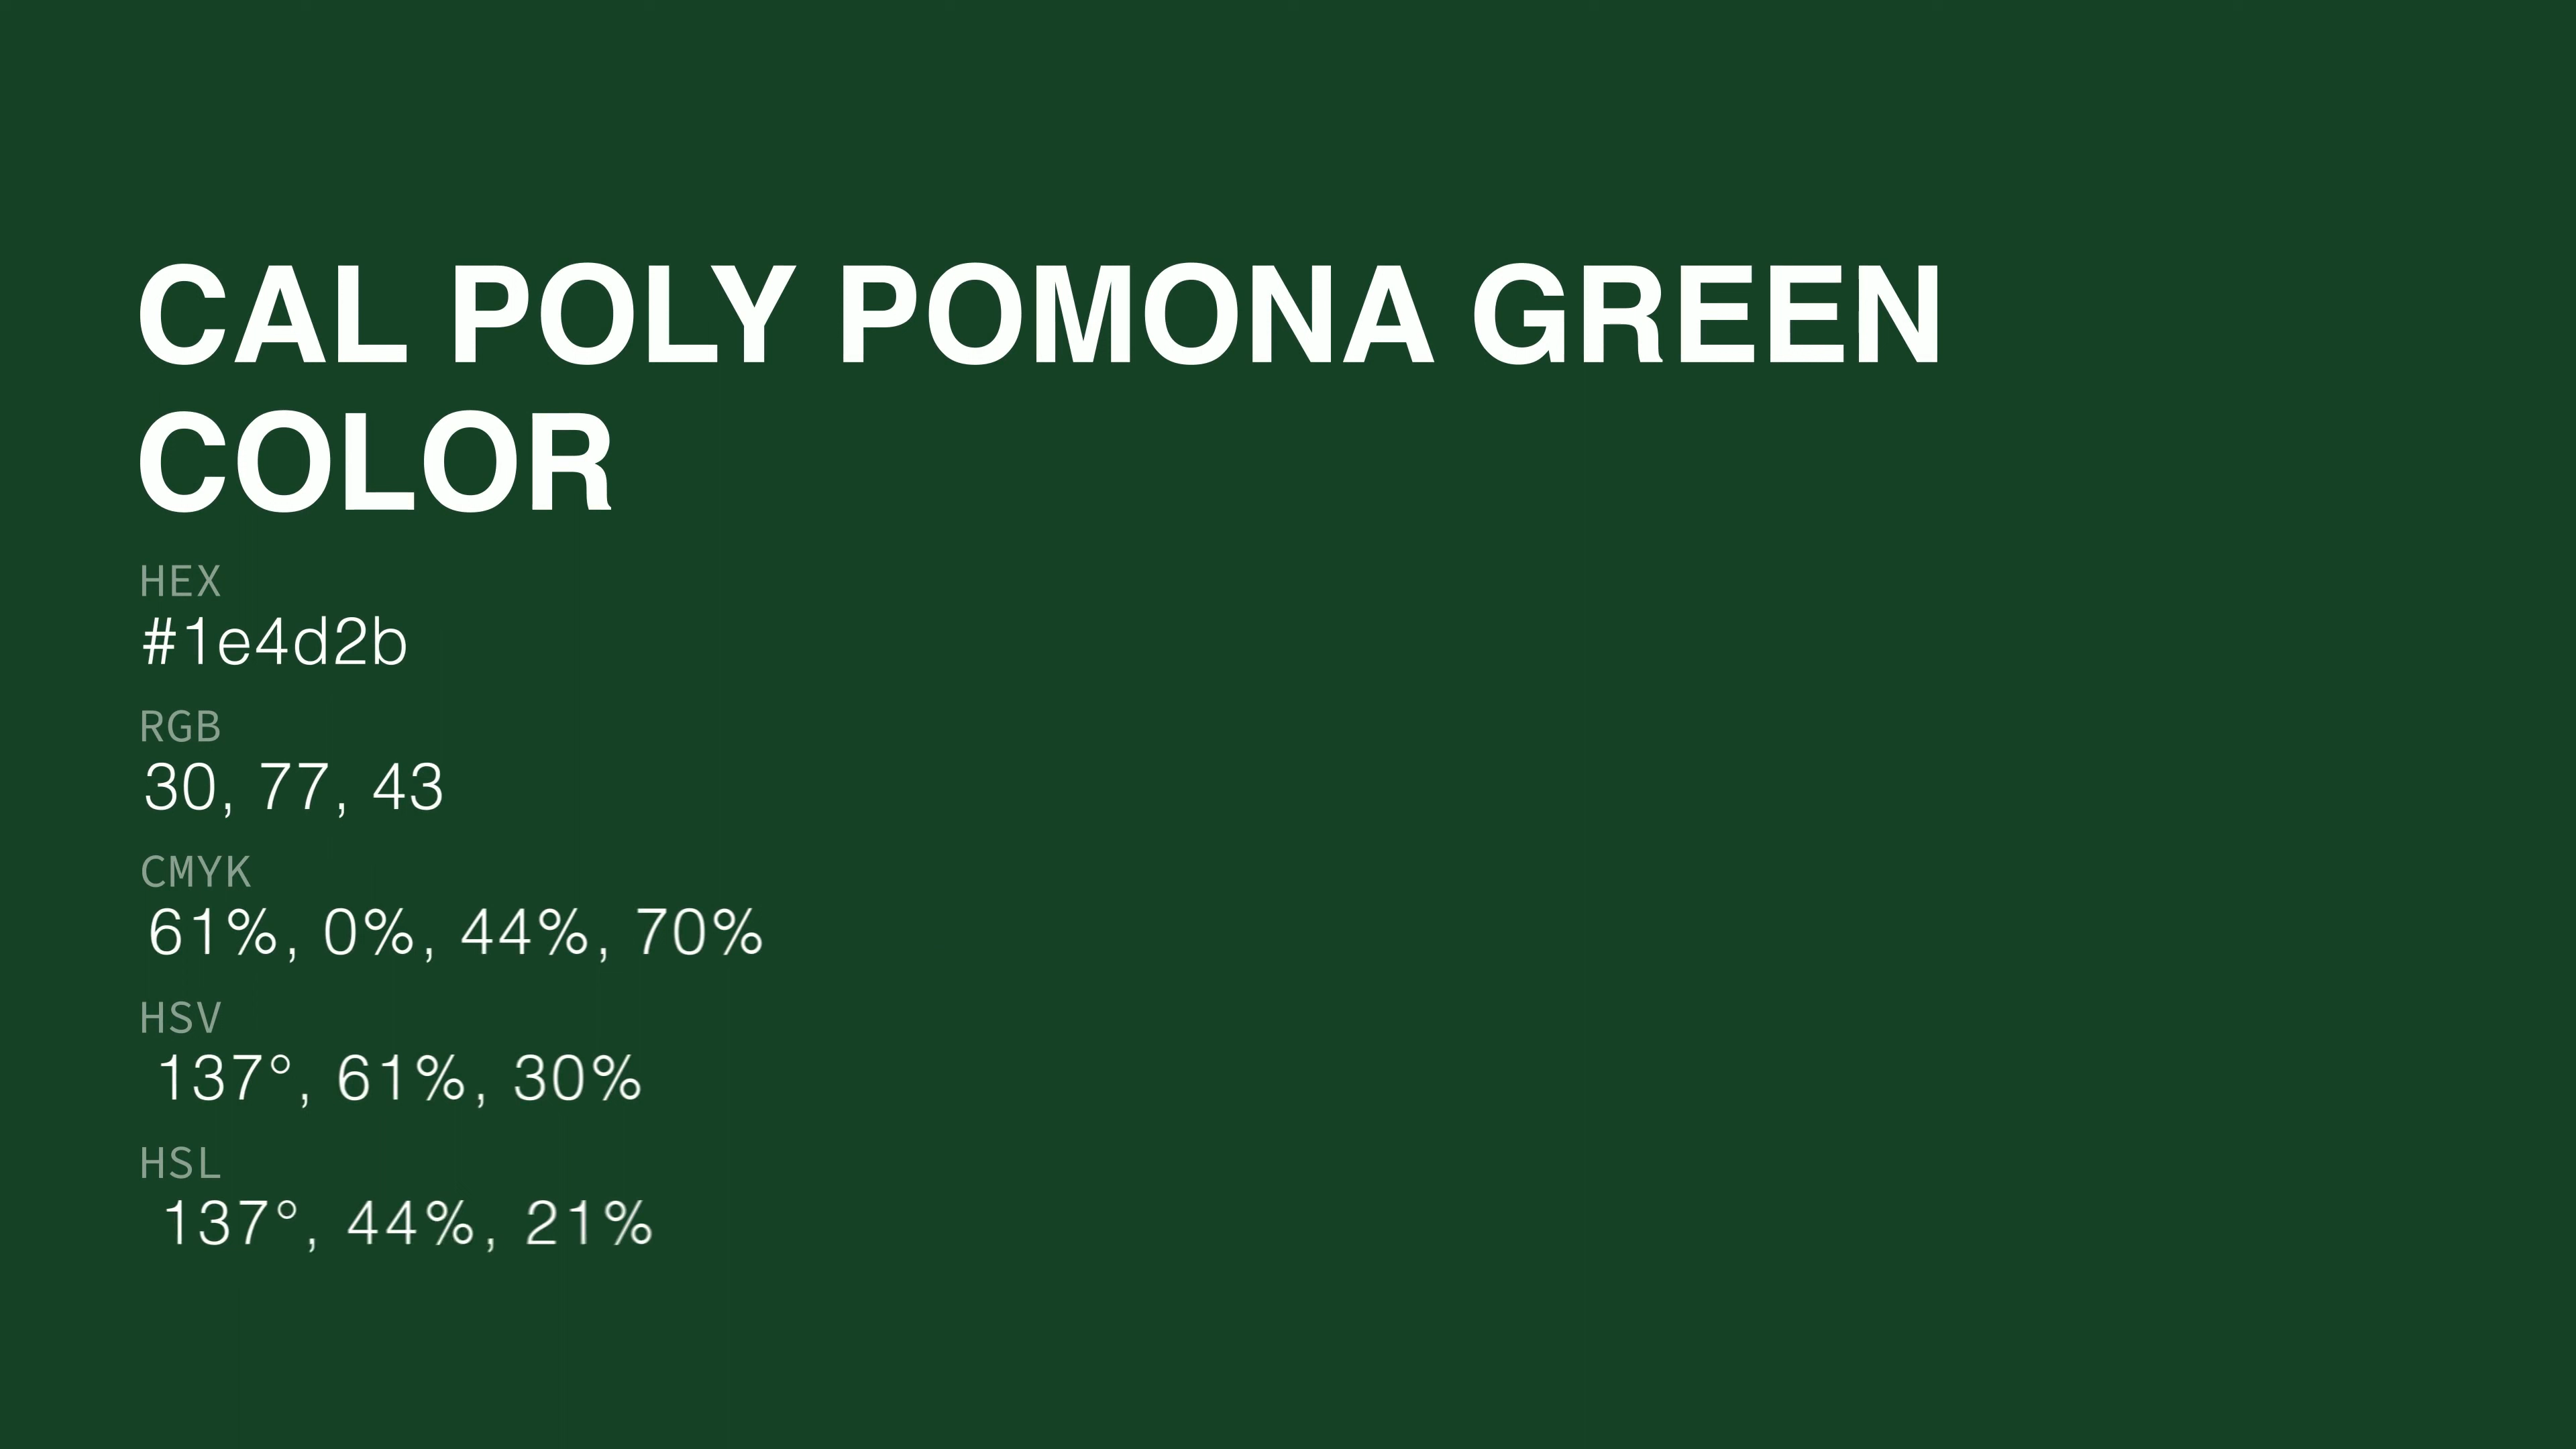 CAL POLY POMONA GREEN
COLOR
HEX
#1e4d2b
RGB
30, 77, 43
CMYK
61%, 0%, 44%, 70%
HSV
137°, 61%, 30%
HSL
137°, 44%, 21%